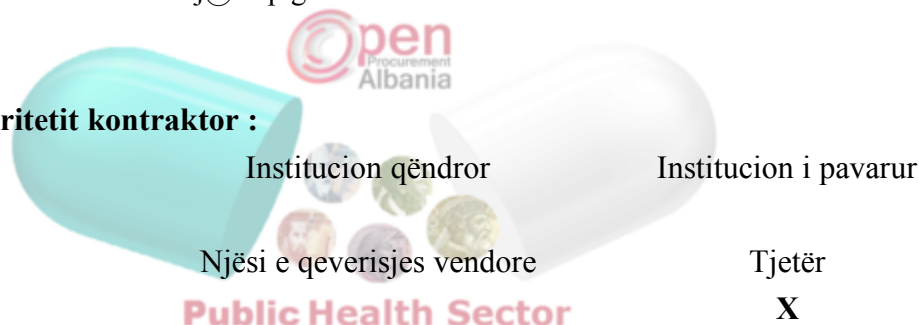 Open
Procurement
Albania
ritetit kontraktor :
Institucion qëndror Institucion i pavarur
Njësi e qeverisjes vendore Tjetër
X
Public Health Sector